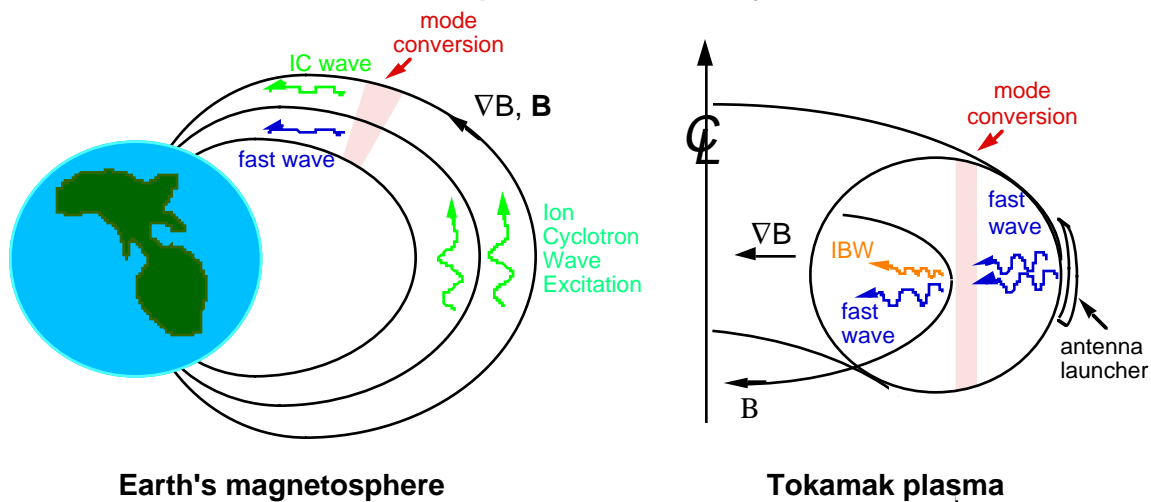 mode
conversion
IC wave
∇B, B
fast wave
Ion
Cyclotron
Wave
Excitation
Earth's magnetosphere
℄
mode
conversion
fast
wave
∇B
IBW
fast
wave
antenna
launcher
B
Tokamak plasma